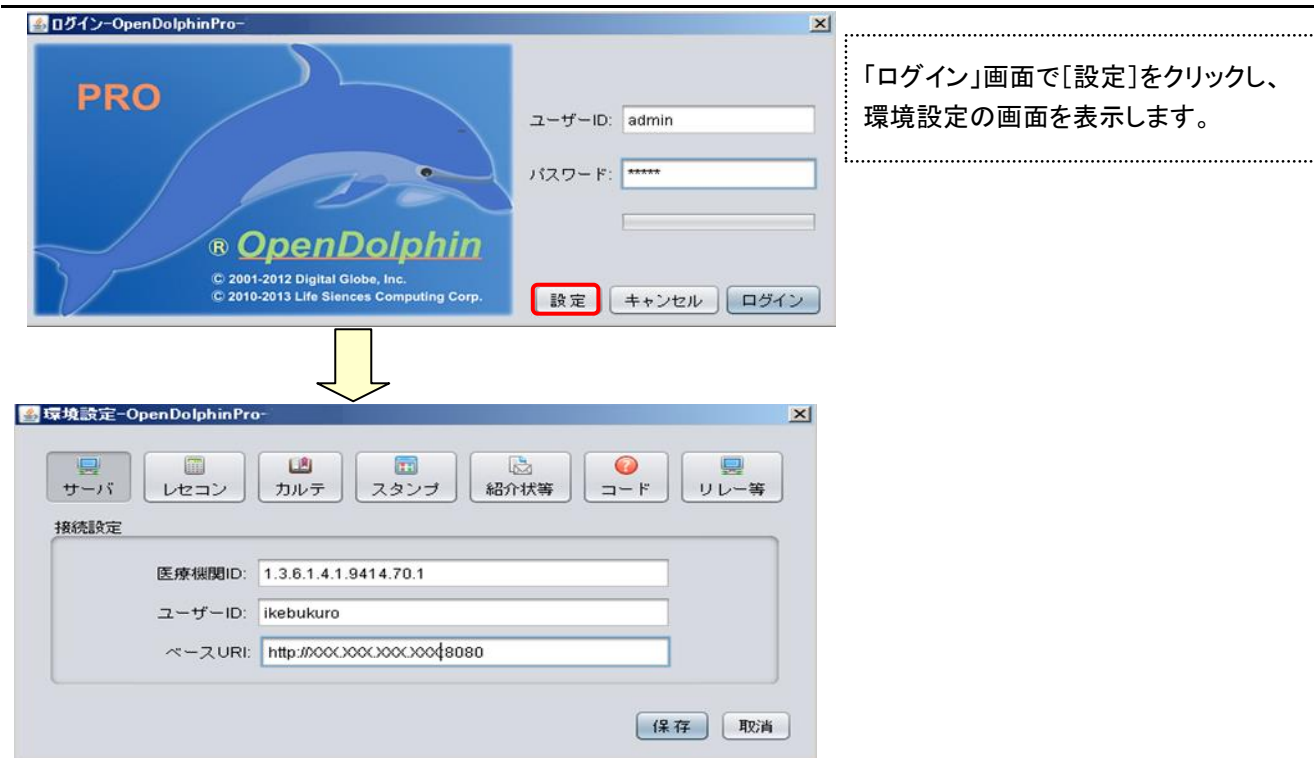 ログイン-OpenDolphinPro-
「ログイン」画面で[設定]をクリックし、
環境設定の画面を表示します。
PRO
ユーザーID: admin
パスワード: *****
® OpenDolphin
© 2001-2012 Digital Globe, Inc.
© 2010-2013 Life Siences Computing Corp.
設定 キャンセル ログイン
環境設定-OpenDolphinPro-
サーバ レセコン カルテ スタンプ 紹介状等 コード リレー等
接続設定
医療機関ID: 1.3.6.1.4.1.9414.70.1
ユーザーID: ikebukuro
ベースURI: http://XXX.XXX.XXX.XXX:8080
保存 取消